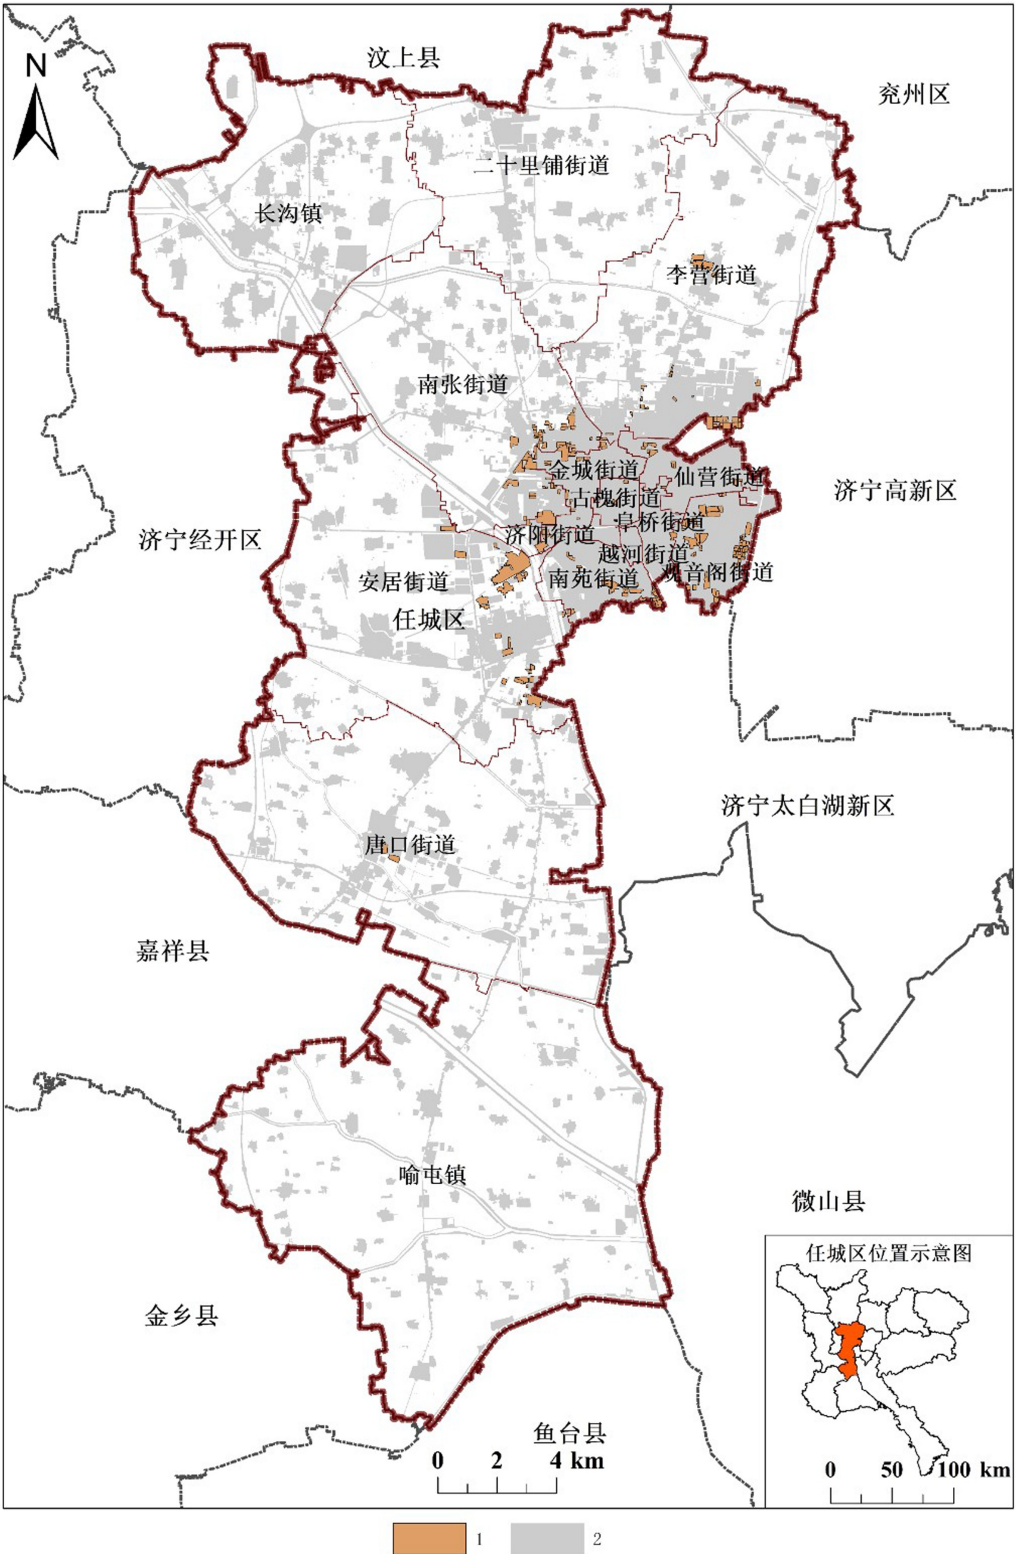 汶上县
N
兖州区
二十里铺街道
长沟镇
李营街道
南张街道
金城街道
仙营街道
济宁高新区
古槐街道
阜桥街道
济阳街道
济宁经开区
越河街道
观音阁街道
安居街道
南苑街道
任城区
济宁太白湖新区
唐口街道
嘉祥县
喻屯镇
微山县
任城区位置示意图
金乡县
鱼台县
0 2 4 km
0 50 100 km
1 2